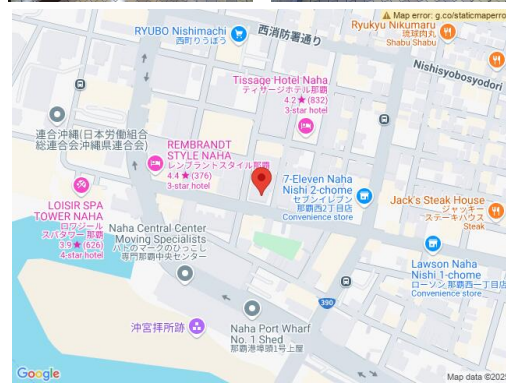 Map error: g.co/staticmaperro
RYUBO Nishimachi
西町りうぼう
西消防署通り
Ryukyu Nikumaru
琉球肉丸
Shabu Shabu
Nishisyobosyodori
Tissage Hotel Naha
ティサージホテル那覇
4.2★(832)
3-star hotel
連合沖縄(日本労働組合
総連合会沖縄県連合会)
REMBRANDT
STYLE NAHA
レンブラントスタイル那覇
4.4★(376)
3-star hotel
7-Eleven Naha
Nishi 2-chome
セブンイレブン
那覇西2丁目店
Convenience store
Jack's Steak House
ジャッキー
ステーキハウス
Steak
LOISIR SPA
TOWER NAHA
ロワジール
スパタワー 那覇
3.9★(626)
4-star hotel
Naha Central Center
Moving Specialists
ハトのマークのひっこし
専門那覇中央センター
Lawson Naha
Nishi 1-chome
ローソン 那覇西一丁目店
Convenience store
390
沖宮拝所跡
Naha Port Wharf
No. 1 Shed
那覇港埠頭1号上屋
Google
Map data ©2025